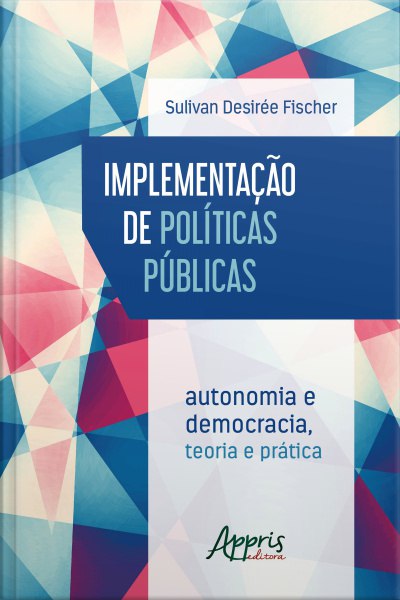 Sulivan Desirée Fischer
IMPLEMENTAÇÃO
DE POLÍTICAS
PÚBLICAS
autonomia e
democracia,
teoria e prática
Appris
editora